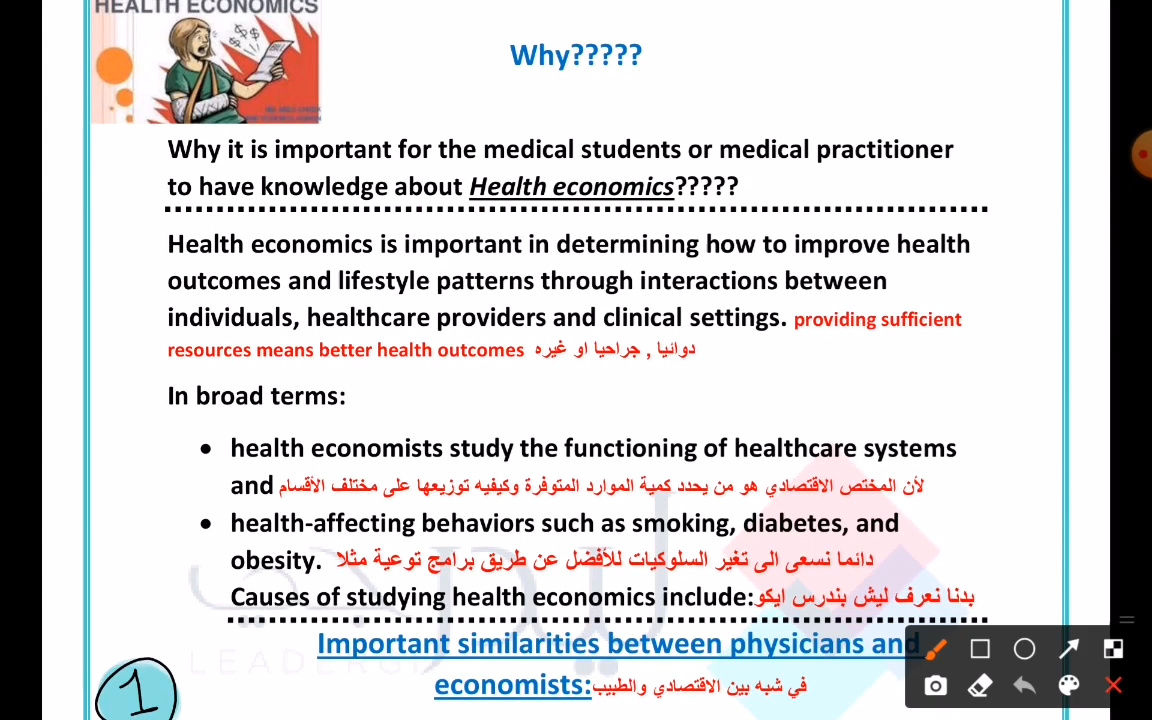 HEALTH ECONOMICS
Why?????
Why it is important for the medical students or medical practitioner
to have knowledge about Health economics?????
Health economics is important in determining how to improve health
outcomes and lifestyle patterns through interactions between
individuals, healthcare providers and clinical settings. providing sufficient
resources means better health outcomes دوائيا , جراحيا او غيره
In broad terms:
• health economists study the functioning of healthcare systems
and لأن المختص الاقتصادي هو من يحدد كمية الموارد المتوفرة وكيفيه توزيعها على مختلف الأقسام
• health-affecting behaviors such as smoking, diabetes, and
obesity. دائما نسعى الى تغير السلوكيات للأفضل عن طريق برامج توعية مثلا
Causes of studying health economics include:بدنا نعرف ليش بندرس ايكو
Important similarities between physicians and
economists:في شبه بين الاقتصادي والطبيب
1